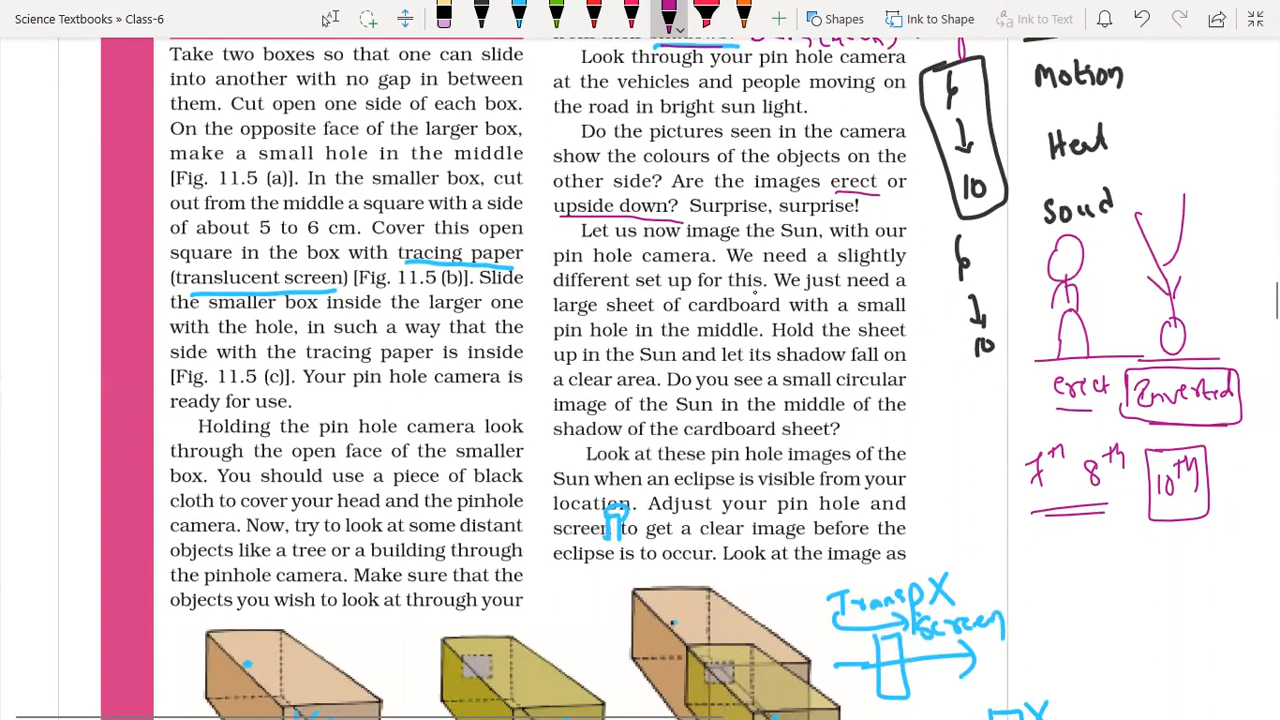 Science Textbooks » Class-6
Shapes
Ink to Shape
Ink to Text
Take two boxes so that one can slide
into another with no gap in between
them. Cut open one side of each box.
On the opposite face of the larger box,
make a small hole in the middle
[Fig. 11.5 (a)]. In the smaller box, cut
out from the middle a square with a side
of about 5 to 6 cm. Cover this open
square in the box with tracing paper
(translucent screen) [Fig. 11.5 (b)]. Slide
the smaller box inside the larger one
with the hole, in such a way that the
side with the tracing paper is inside
[Fig. 11.5 (c)]. Your pin hole camera is
ready for use.
Holding the pin hole camera look
through the open face of the smaller
box. You should use a piece of black
cloth to cover your head and the pinhole
camera. Now, try to look at some distant
objects like a tree or a building through
the pinhole camera. Make sure that the
objects you wish to look at through your
Look through your pin hole camera
at the vehicles and people moving on
the road in bright sun light.
Do the pictures seen in the camera
show the colours of the objects on the
other side? Are the images erect or
upside down? Surprise, surprise!
Let us now image the Sun, with our
pin hole camera. We need a slightly
different set up for this. We just need a
large sheet of cardboard with a small
pin hole in the middle. Hold the sheet
up in the Sun and let its shadow fall on
a clear area. Do you see a small circular
image of the Sun in the middle of the
shadow of the cardboard sheet?
Look at these pin hole images of the
Sun when an eclipse is visible from your
location. Adjust your pin hole and
screen to get a clear image before the
eclipse is to occur. Look at the image as
6
10
6
10
Motion
Heat
Sound
erect
Inverted
7th 8th 10th
Transp X
screen
X